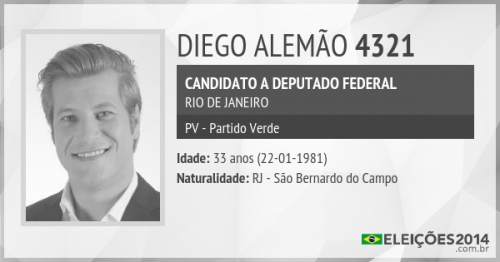 DIEGO ALEMÃO 4321
CANDIDATO A DEPUTADO FEDERAL
RIO DE JANEIRO
PV - Partido Verde
Idade: 33 anos (22-01-1981)
Naturalidade: RJ - São Bernardo do Campo
ELEIÇÕES2014
.com.br